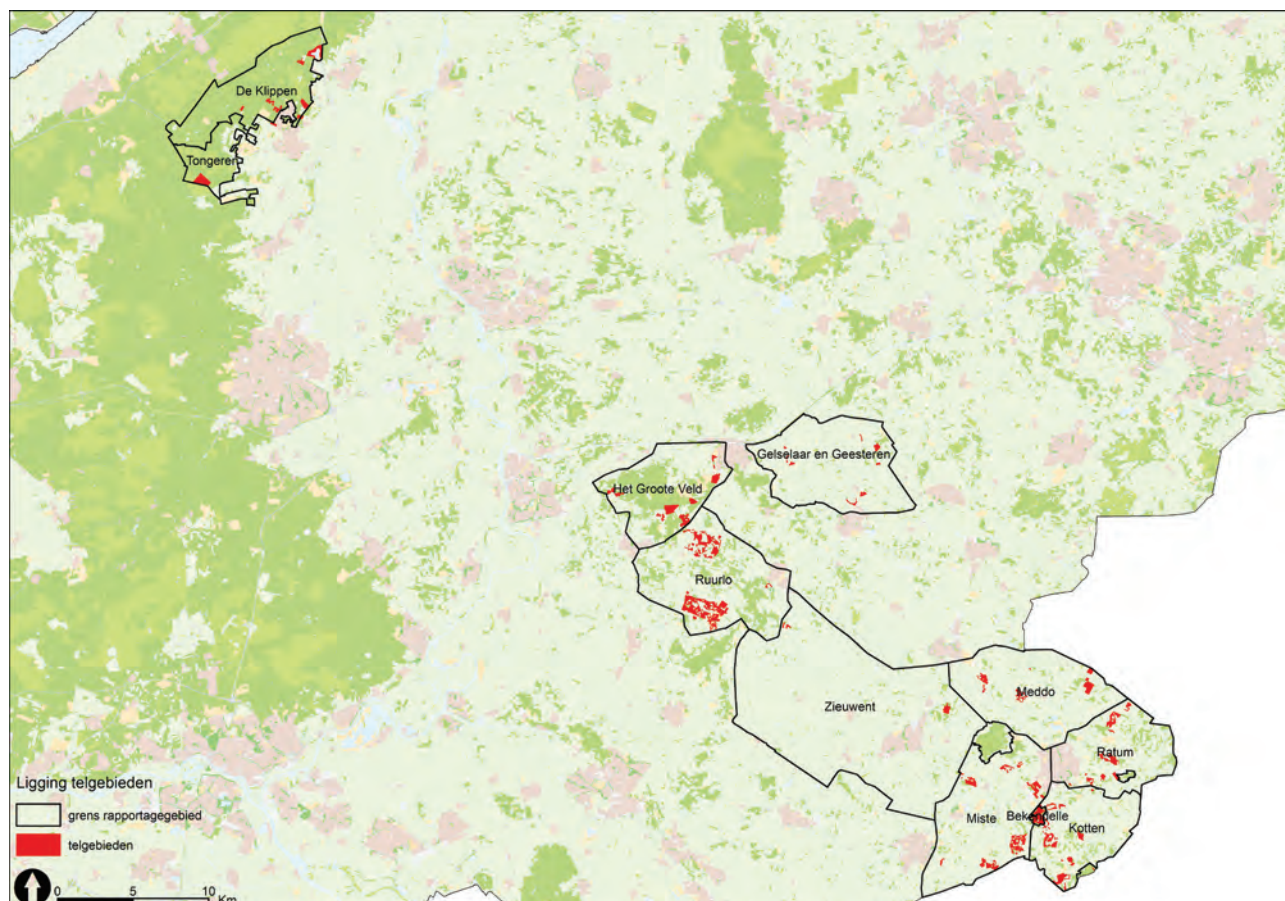 De Klippen
Tongeren
Gelselaar en Geesteren
Het Groote Veld
Ruurlo
Zieuwent
Meddo
Ratum
Miste
Bekendelle
Kotten
Ligging telgebieden
grens rapportagegebied
telgebieden
0 5 10
Km